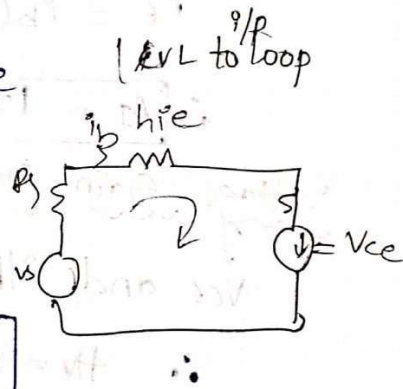 i/p
KVL to loop
ib hie
Rs
Vs
= Vce
∴